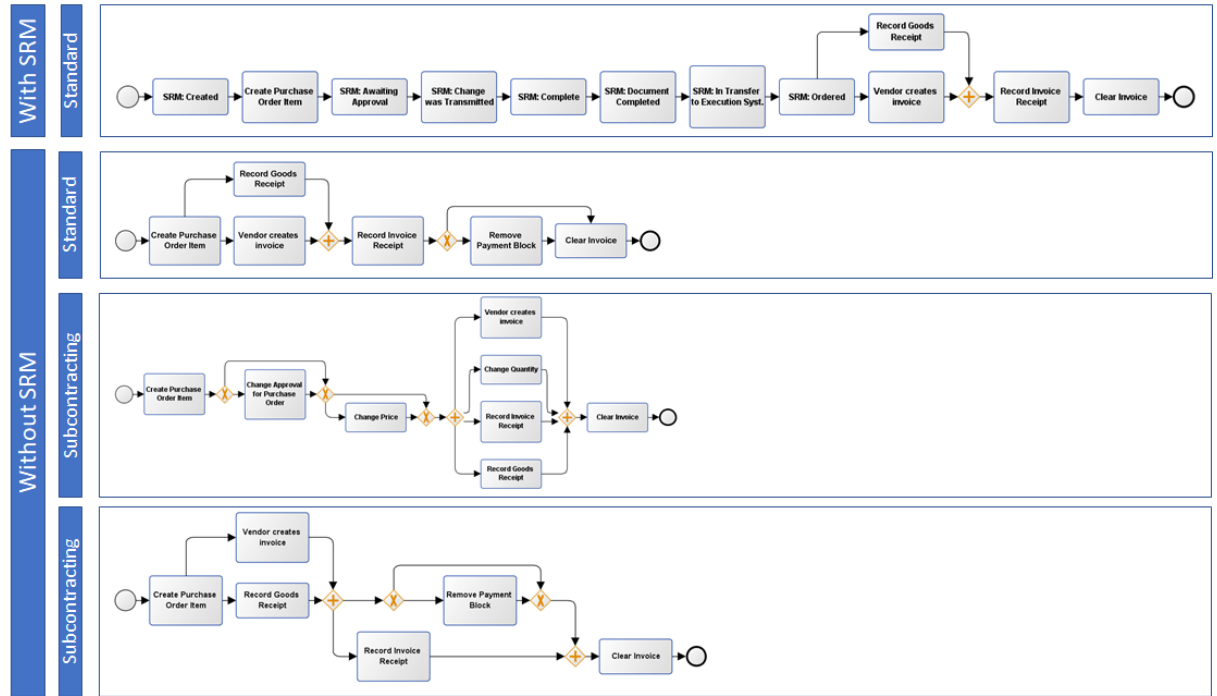 With SRM
Standard
SRM: Created
Create Purchase
Order Item
SRM: Awaiting
Approval
SRM: Change
was Transmitted
SRM: Complete
SRM: Document
Completed
SRM: In Transfer
to Execution Syst.
SRM: Ordered
Record Goods
Receipt
Vendor creates
invoice
Record Invoice
Receipt
Clear Invoice
Without SRM
Standard
Create Purchase
Order Item
Record Goods
Receipt
Vendor creates
invoice
Record Invoice
Receipt
Remove
Payment Block
Clear Invoice
Subcontracting
Create Purchase
Order Item
Change Approval
for Purchase
Order
Change Price
Vendor creates
invoice
Change Quantity
Record Invoice
Receipt
Record Goods
Receipt
Clear Invoice
Subcontracting
Create Purchase
Order Item
Vendor creates
invoice
Record Goods
Receipt
Remove Payment
Block
Record Invoice
Receipt
Clear Invoice